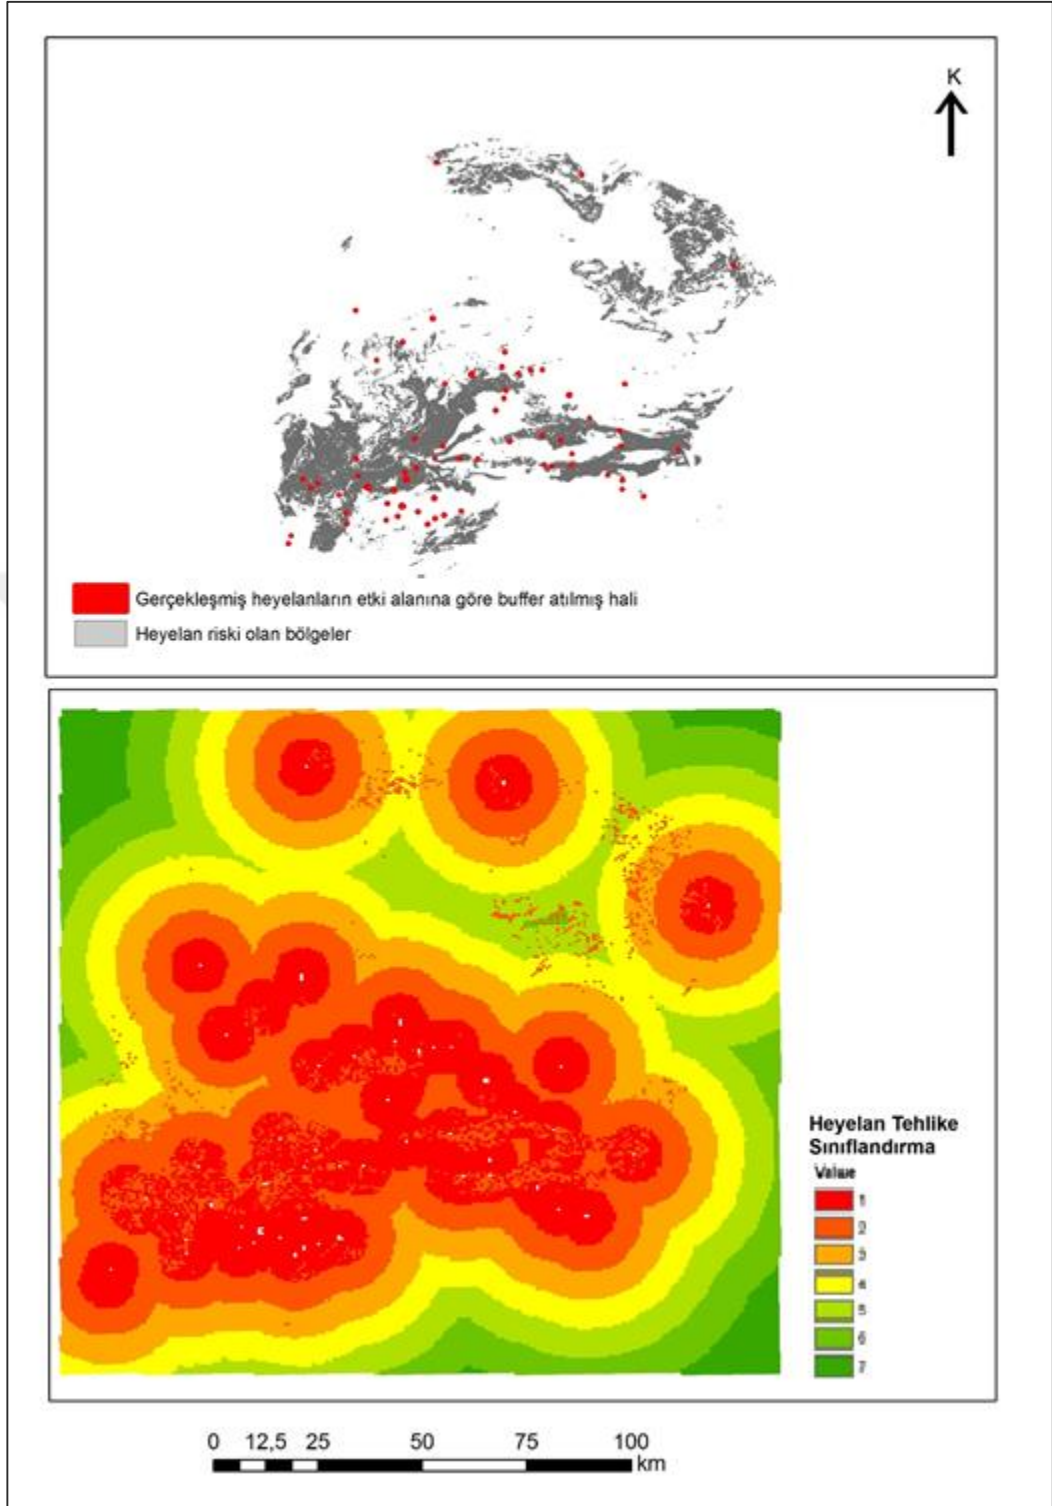 K
Gerçekleşmiş heyelanların etki alanına göre buffer atılmış hali
Heyelan riski olan bölgeler
Heyelan Tehlike
Sınıflandırma
Value
1
2
3
4
5
6
7
0 12,5 25 50 75 100
km